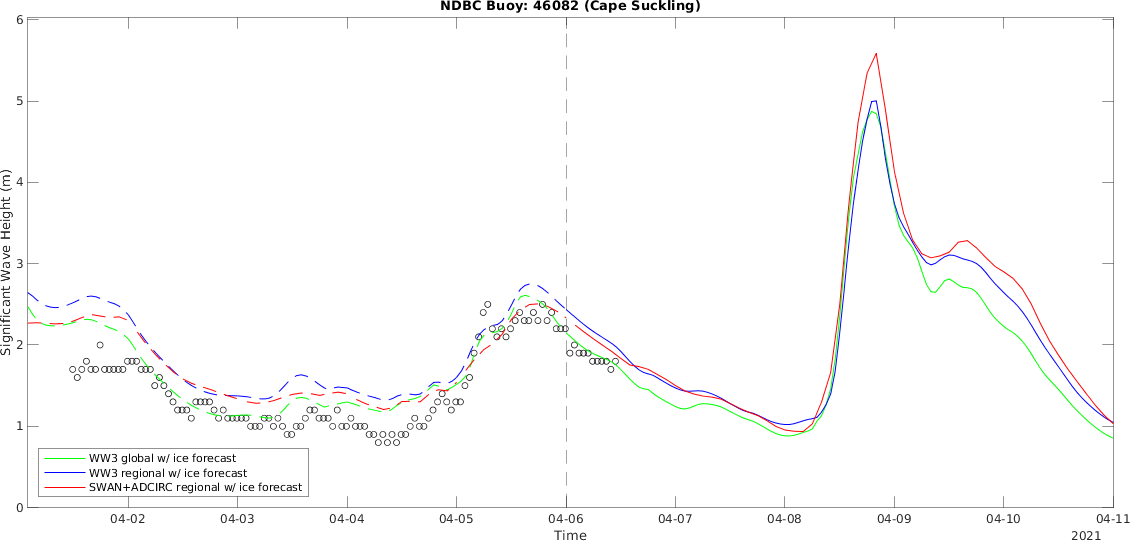 NDBC Buoy: 46082 (Cape Suckling)
6
5
4
3
2
1
0
Significant Wave Height (m)
WW3 global w/ ice forecast
WW3 regional w/ ice forecast
SWAN+ADCIRC regional w/ ice forecast
04-02 04-03 04-04 04-05 04-06 04-07 04-08 04-09 04-10 04-11
Time
2021